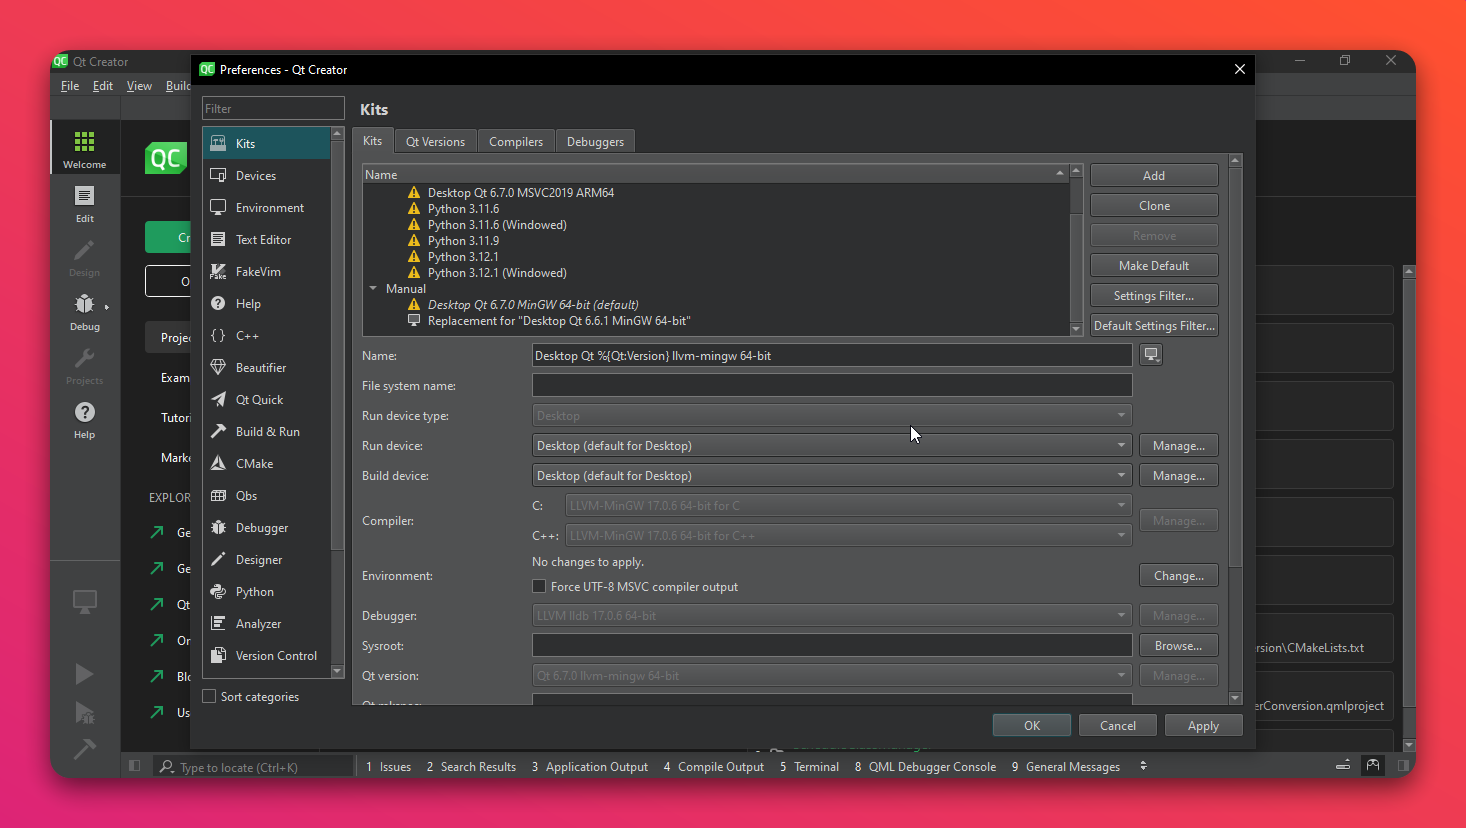 QC Qt Creator
QC Preferences - Qt Creator
File Edit View Build
Filter
Kits
Kits
Devices
Environment
Text Editor
FakeVim
Help
C++
Beautifier
Qt Quick
Build & Run
CMake
Qbs
Debugger
Designer
Python
Analyzer
Version Control
Sort categories
Welcome
Edit
Design
Debug
Projects
Help
QC
EXPLOR
Kits Qt Versions Compilers Debuggers
Name
Desktop Qt 6.7.0 MSVC2019 ARM64
Python 3.11.6
Python 3.11.6 (Windowed)
Python 3.11.9
Python 3.12.1
Python 3.12.1 (Windowed)
Manual
Desktop Qt 6.7.0 MinGW 64-bit (default)
Replacement for "Desktop Qt 6.6.1 MinGW 64-bit"
Add
Clone
Remove
Make Default
Settings Filter...
Default Settings Filter...
Name: Desktop Qt %{Qt:Version} llvm-mingw 64-bit
File system name:
Run device type: Desktop
Run device: Desktop (default for Desktop) Manage...
Build device: Desktop (default for Desktop) Manage...
Compiler: C: LLVM-MinGW 17.0.6 64-bit for C
C++: LLVM-MinGW 17.0.6 64-bit for C++ Manage...
Environment: No changes to apply. Change...
Force UTF-8 MSVC compiler output
Debugger: LLVM lldb 17.0.6 64-bit Manage...
Sysroot: Browse...
Qt version: Qt 6.7.0 llvm-mingw 64-bit Manage...
OK Cancel Apply
rsion\CMakeLists.txt
erConversion.qmlproject
Type to locate (Ctrl+K) 1 Issues 2 Search Results 3 Application Output 4 Compile Output 5 Terminal 8 QML Debugger Console 9 General Messages